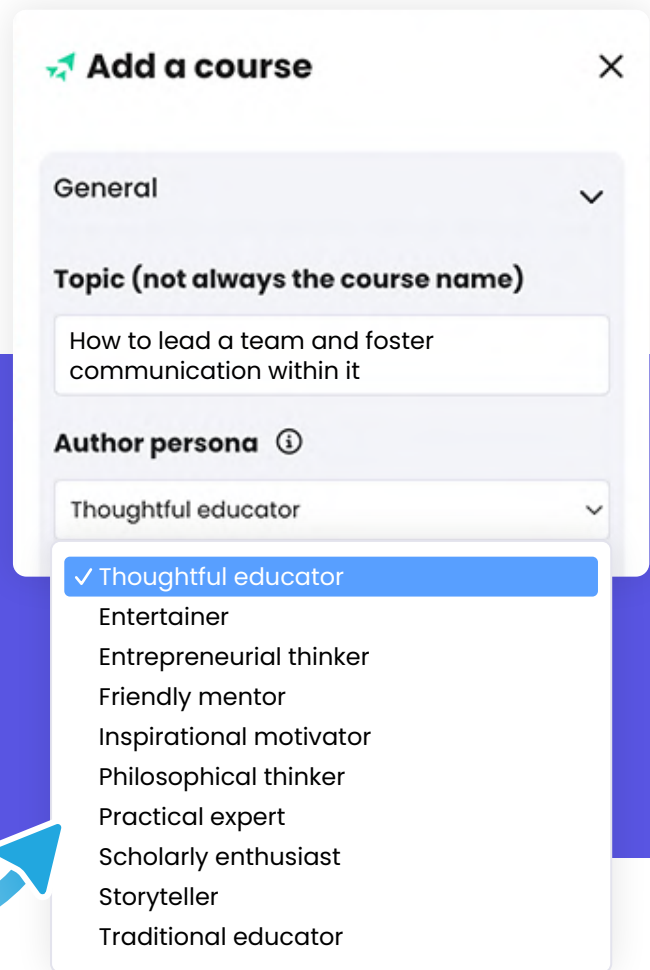 Add a course
General
Topic (not always the course name)
How to lead a team and foster
communication within it
Author persona
Thoughtful educator
Thoughtful educator
Entertainer
Entrepreneurial thinker
Friendly mentor
Inspirational motivator
Philosophical thinker
Practical expert
Scholarly enthusiast
Storyteller
Traditional educator